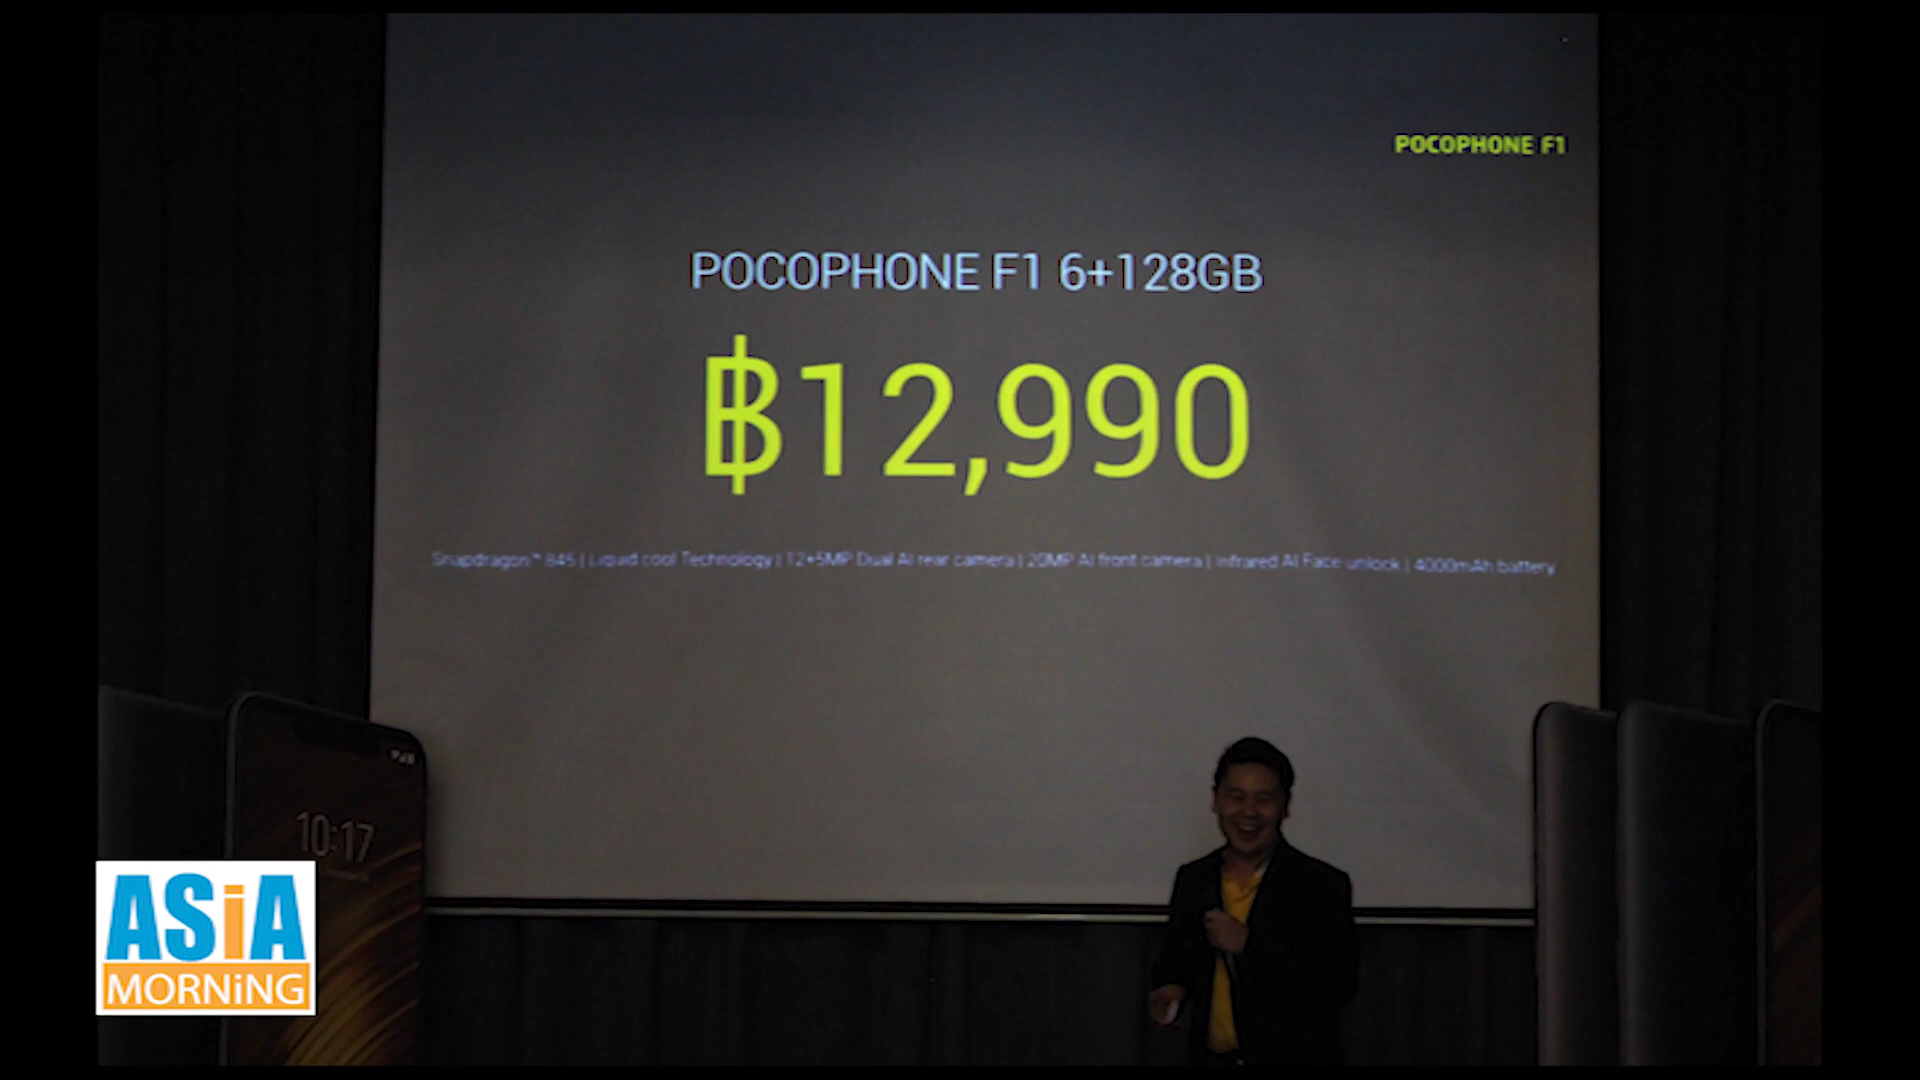 POCOPHONE F1
POCOPHONE F1 6+128GB
฿12,990
Snapdragon™ 845 | Liquid cool Technology | 12+5MP Dual AI rear camera | 20MP AI front camera | Infrared AI Face unlock | 4000mAh battery
10:17
ASiA
MORNiNG